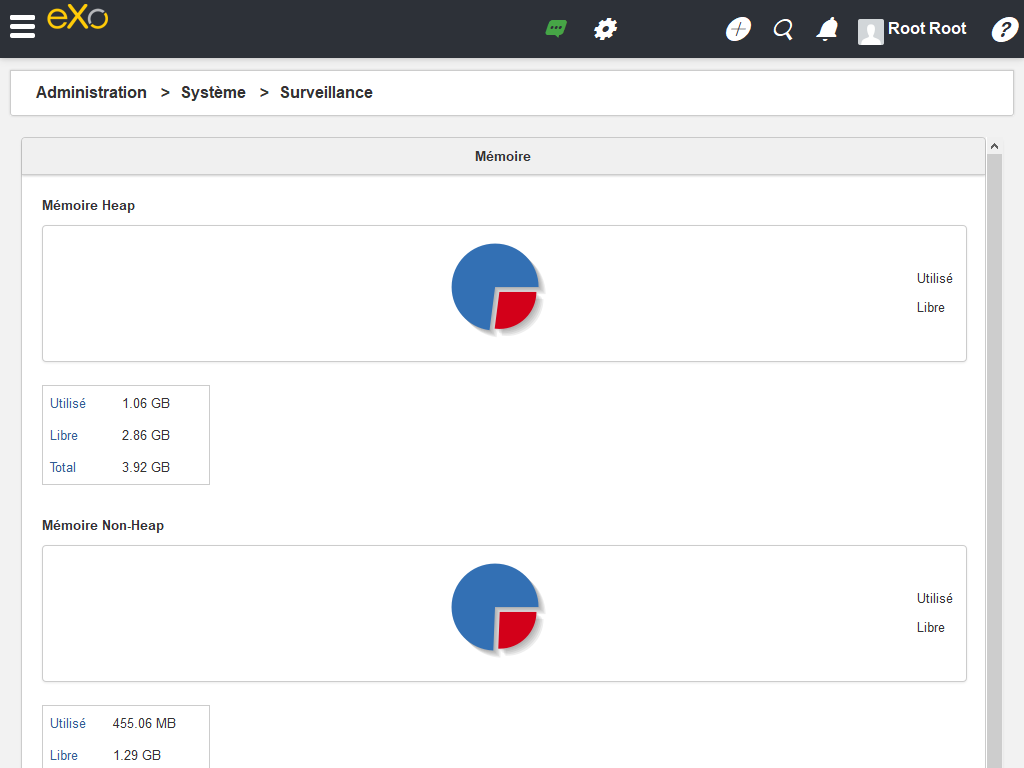 eXo
Root Root
?
Administration > Système > Surveillance
Mémoire
Mémoire Heap
Utilisé
Libre
Utilisé 1.06 GB
Libre 2.86 GB
Total 3.92 GB
Mémoire Non-Heap
Utilisé
Libre
Utilisé 455.06 MB
Libre 1.29 GB